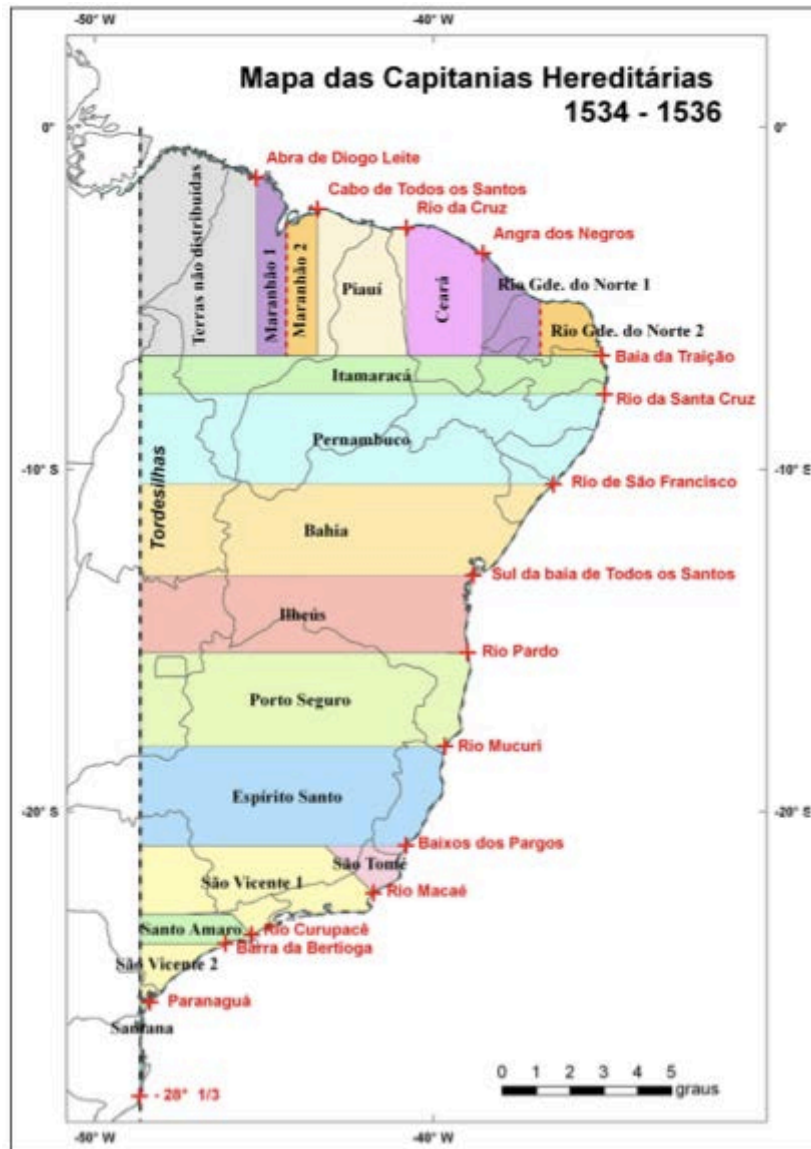 -50° W
-40° W
Mapa das Capitanias Hereditárias
1534 - 1536
0°
0°
Abra de Diogo Leite
Cabo de Todos os Santos
Rio da Cruz
Angra dos Negros
Terras não distribuídas
Maranhão 1
Maranhão 2
Piauí
Ceará
Rio Gde. do Norte 1
Rio Gde. do Norte 2
Baia da Traição
Itamaracá
Rio da Santa Cruz
Pernambuco
-10° S
-10° S
Tordesilhas
Rio de São Francisco
Bahia
Sul da baia de Todos os Santos
Ilheús
Rio Pardo
Porto Seguro
Rio Mucuri
Espírito Santo
-20° S
-20° S
Baixos dos Pargos
São Tomé
São Vicente 1
Rio Macaé
Santo Amaro
Rio Curupacê
Barra da Bertioga
São Vicente 2
Paranaguá
Santana
- 28° 1/3
0 1 2 3 4 5
graus
-50° W
-40° W